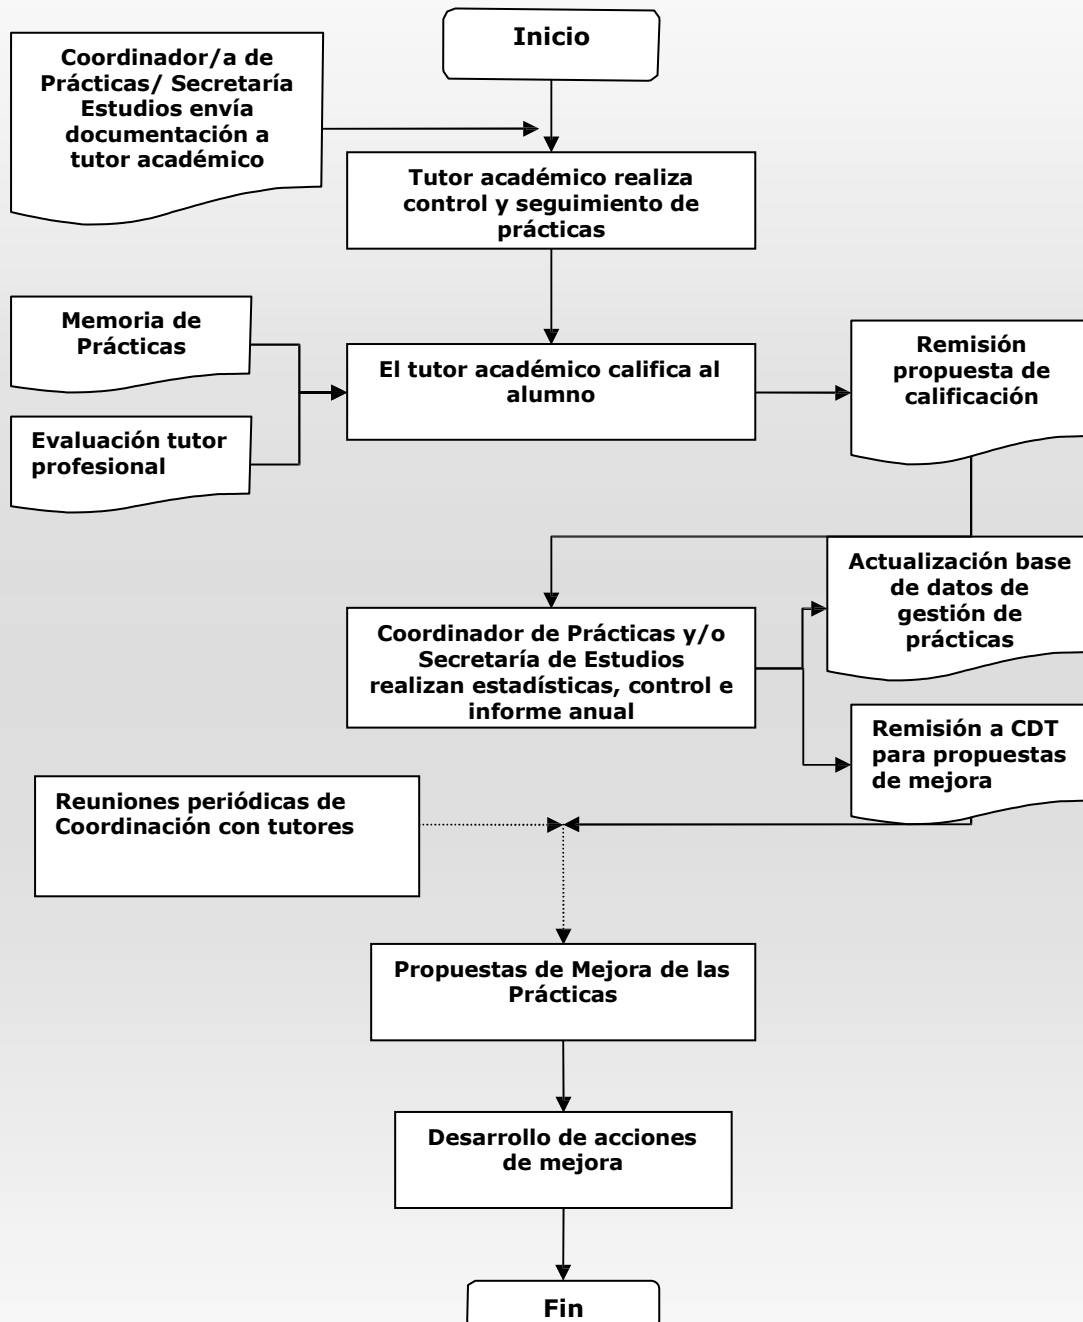 Inicio
Coordinador/a de
Prácticas/ Secretaría
Estudios envía
documentación a
tutor académico
Tutor académico realiza
control y seguimiento de
prácticas
Memoria de
Prácticas
Evaluación tutor
profesional
El tutor académico califica al
alumno
Remisión
propuesta de
calificación
Coordinador de Prácticas y/o
Secretaría de Estudios
realizan estadísticas, control e
informe anual
Actualización base
de datos de
gestión de
prácticas
Remisión a CDT
para propuestas
de mejora
Reuniones periódicas de
Coordinación con tutores
Propuestas de Mejora de las
Prácticas
Desarrollo de acciones
de mejora
Fin